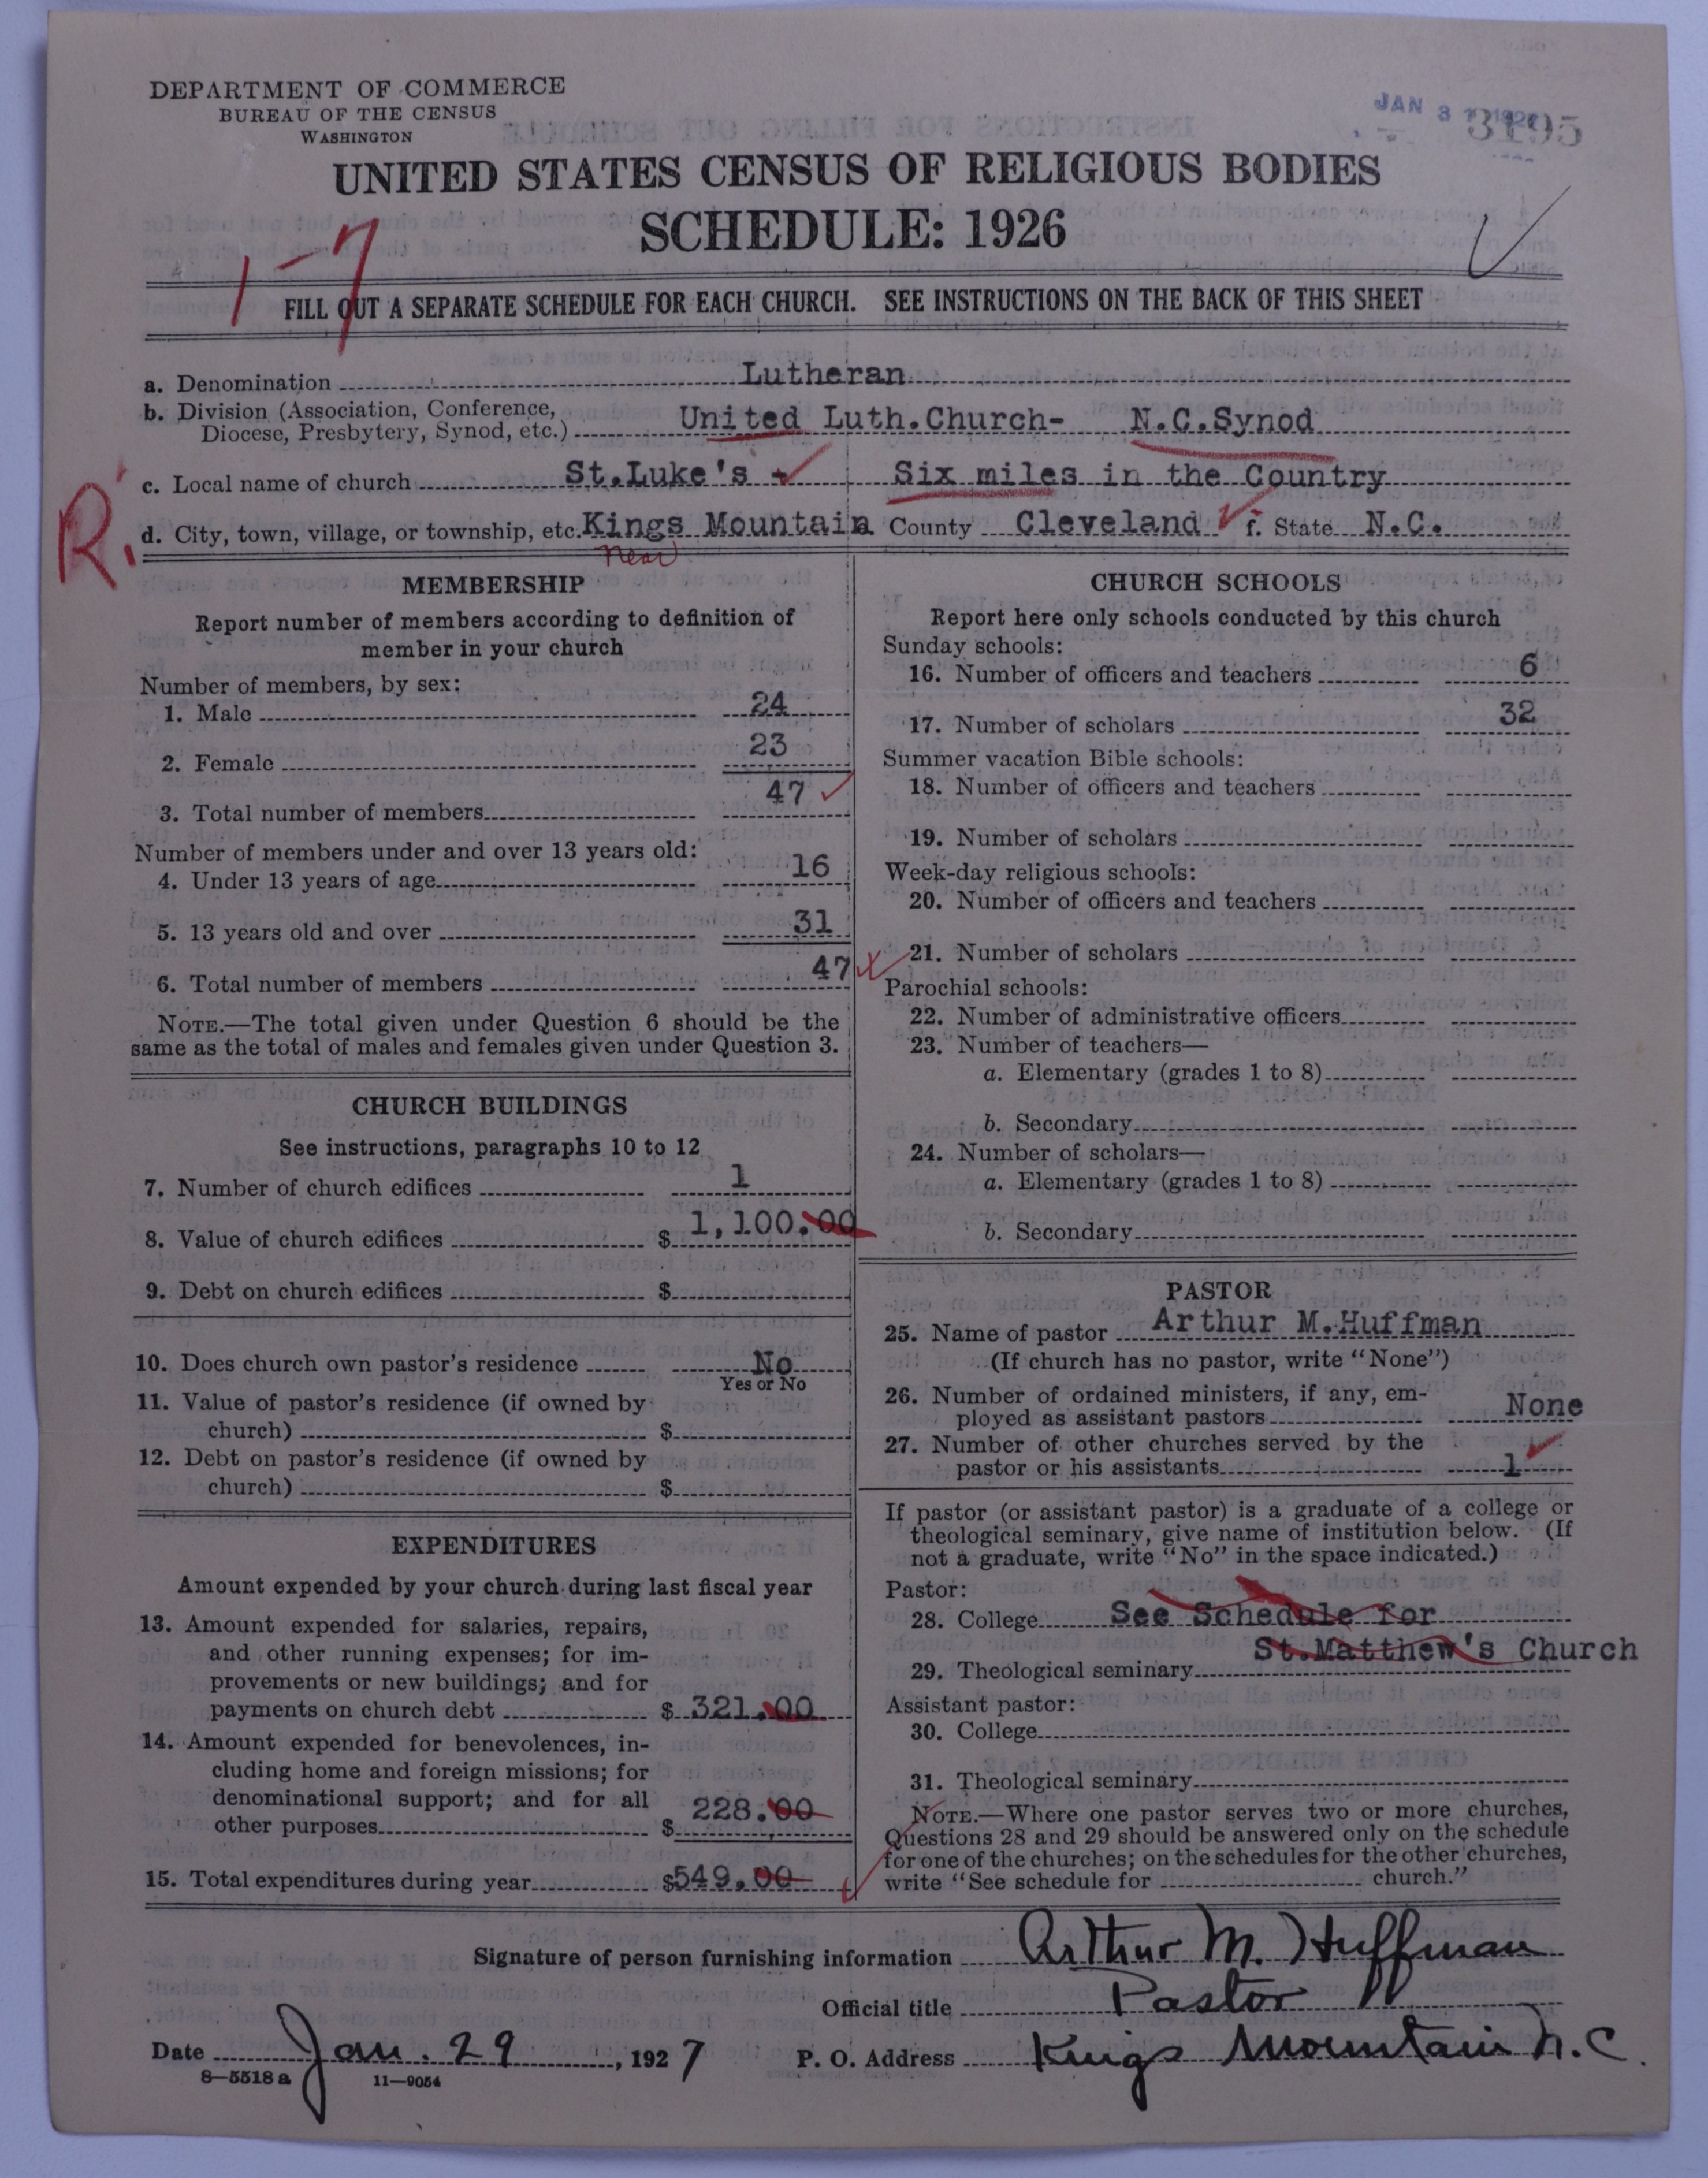 DEPARTMENT OF COMMERCE
BUREAU OF THE CENSUS
WASHINGTON
JAN 3 1927
3195
UNITED STATES CENSUS OF RELIGIOUS BODIES
SCHEDULE: 1926
1-7
FILL OUT A SEPARATE SCHEDULE FOR EACH CHURCH. SEE INSTRUCTIONS ON THE BACK OF THIS SHEET
a. Denomination Lutheran
b. Division (Association, Conference,
Diocese, Presbytery, Synod, etc.) United Luth.Church- N.C.Synod
c. Local name of church St.Luke's - Six miles in the Country
R.
d. City, town, village, or township, etc. Kings Mountain County Cleveland f. State N.C.
near
MEMBERSHIP
Report number of members according to definition of
member in your church
Number of members, by sex:
1. Male 24
2. Female 23
3. Total number of members 47
Number of members under and over 13 years old:
4. Under 13 years of age 16
5. 13 years old and over 31
6. Total number of members 47
NOTE.—The total given under Question 6 should be the
same as the total of males and females given under Question 3.
CHURCH BUILDINGS
See instructions, paragraphs 10 to 12
7. Number of church edifices 1
8. Value of church edifices $ 1,100.00
9. Debt on church edifices $
10. Does church own pastor's residence No
Yes or No
11. Value of pastor's residence (if owned by
church) $
12. Debt on pastor's residence (if owned by
church) $
EXPENDITURES
Amount expended by your church during last fiscal year
13. Amount expended for salaries, repairs,
and other running expenses; for im-
provements or new buildings; and for
payments on church debt $ 321.00
14. Amount expended for benevolences, in-
cluding home and foreign missions; for
denominational support; and for all
other purposes $ 228.00
15. Total expenditures during year $549.00
CHURCH SCHOOLS
Report here only schools conducted by this church
Sunday schools:
16. Number of officers and teachers 6
17. Number of scholars 32
Summer vacation Bible schools:
18. Number of officers and teachers
19. Number of scholars
Week-day religious schools:
20. Number of officers and teachers
21. Number of scholars
Parochial schools:
22. Number of administrative officers
23. Number of teachers—
a. Elementary (grades 1 to 8)
b. Secondary
24. Number of scholars—
a. Elementary (grades 1 to 8)
b. Secondary
PASTOR
25. Name of pastor Arthur M.Huffman
(If church has no pastor, write "None")
26. Number of ordained ministers, if any, em-
ployed as assistant pastors None
27. Number of other churches served by the
pastor or his assistants 1
If pastor (or assistant pastor) is a graduate of a college or
theological seminary, give name of institution below. (If
not a graduate, write "No" in the space indicated.)
Pastor:
28. College See Schedule for
St.Matthew's Church
29. Theological seminary
Assistant pastor:
30. College
31. Theological seminary
NOTE.—Where one pastor serves two or more churches,
Questions 28 and 29 should be answered only on the schedule
for one of the churches; on the schedules for the other churches,
write "See schedule for church."
Signature of person furnishing information Arthur M. Huffman
Official title Pastor
Date Jan. 29, 1927 P. O. Address Kings Mountain N.C.
8-5518 a 11-9054